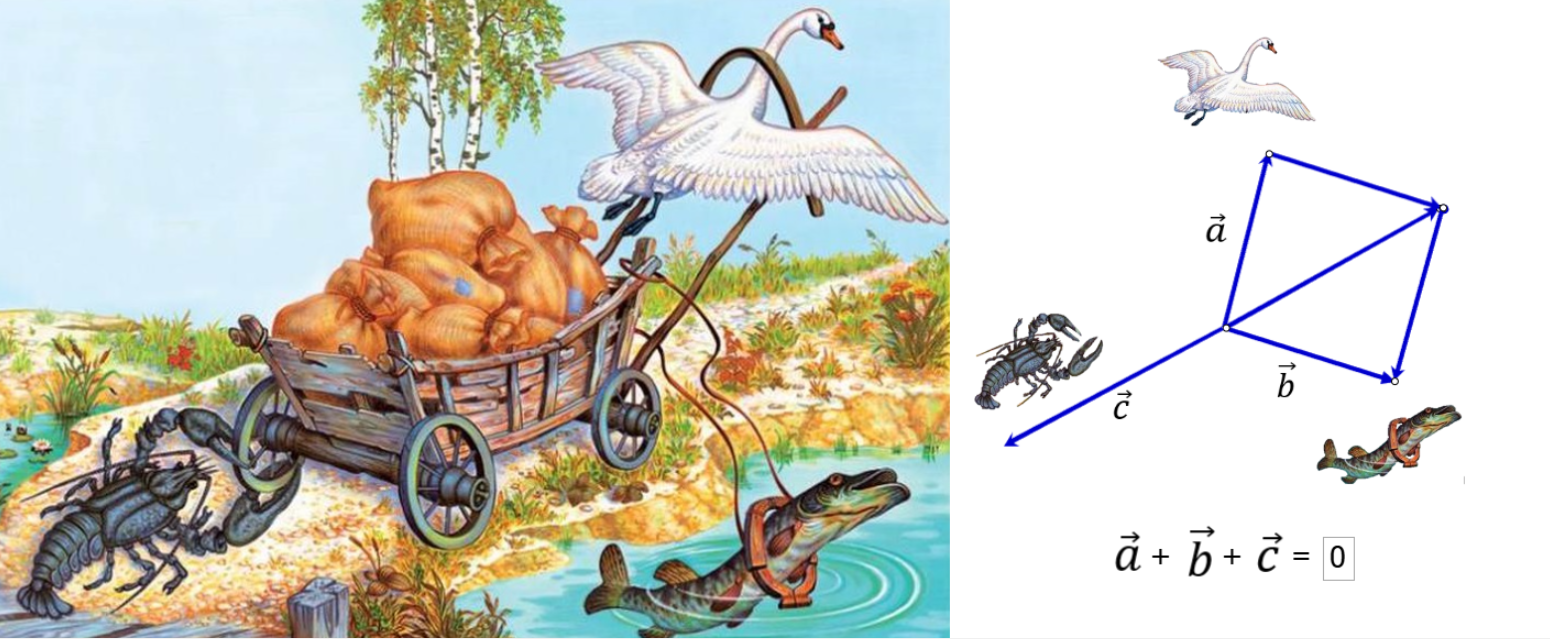 a⃗
b⃗
c⃗
a⃗ + b⃗ + c⃗ = 0